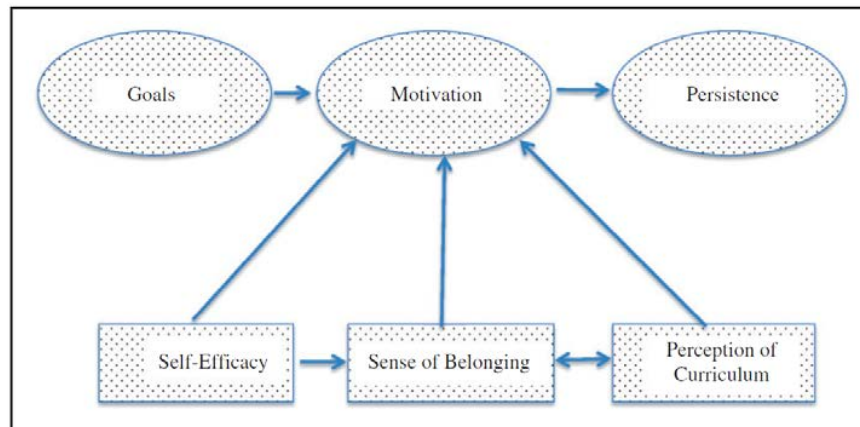 Goals
Motivation
Persistence
Self-Efficacy
Sense of Belonging
Perception of
Curriculum